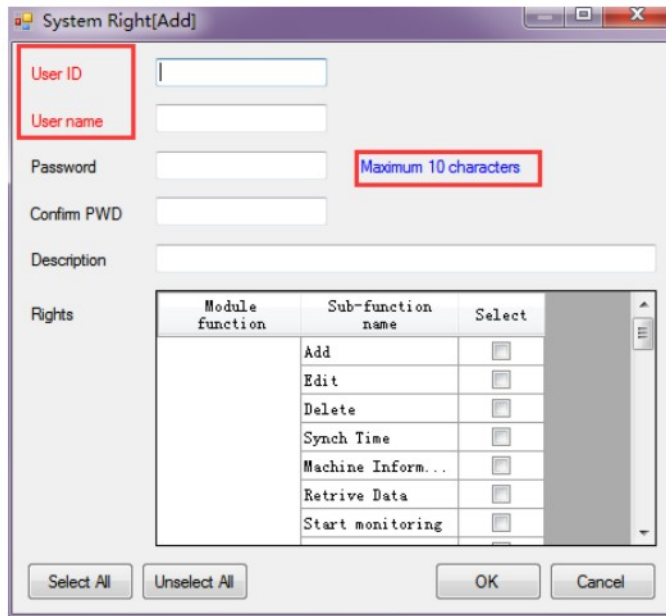 System Right[Add]
User ID
User name
Password
Maximum 10 characters
Confirm PWD
Description
Rights
Module function
Sub-function name
Select
Add
Edit
Delete
Synch Time
Machine Inform...
Retrive Data
Start monitoring
Select All
Unselect All
OK
Cancel